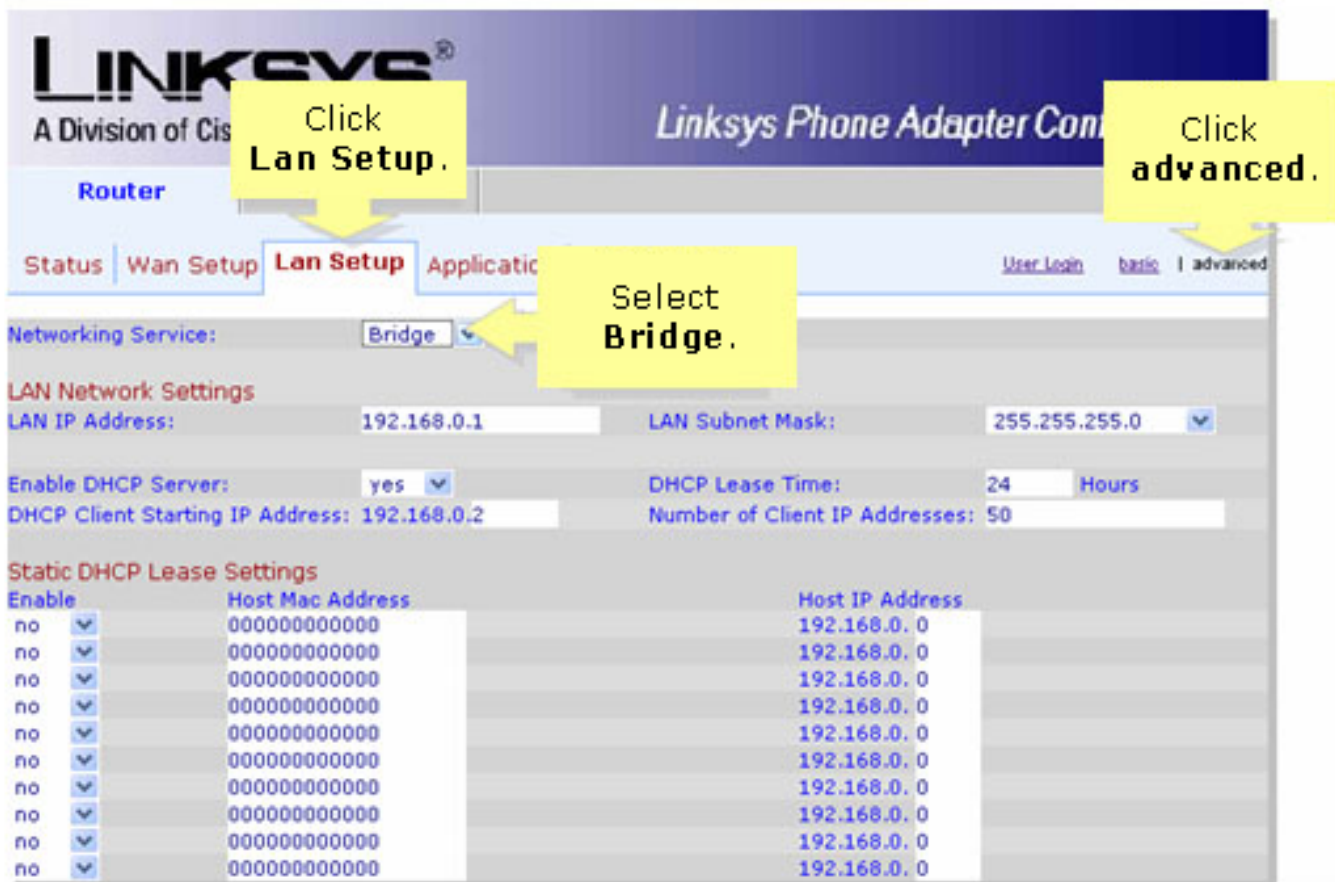 LINKSYS®
A Division of Cis
Linksys Phone Adapter Con
Click
Lan Setup.
Click
advanced.
Router
Status
Wan Setup
Lan Setup
Applicatio
User Login
basic
| advanced
Select
Bridge.
Networking Service:
Bridge
LAN Network Settings
LAN IP Address:
192.168.0.1
LAN Subnet Mask:
255.255.255.0
Enable DHCP Server:
yes
DHCP Lease Time:
24
Hours
DHCP Client Starting IP Address:
192.168.0.2
Number of Client IP Addresses:
50
Static DHCP Lease Settings
Enable
Host Mac Address
Host IP Address
no 000000000000 192.168.0. 0
no 000000000000 192.168.0. 0
no 000000000000 192.168.0. 0
no 000000000000 192.168.0. 0
no 000000000000 192.168.0. 0
no 000000000000 192.168.0. 0
no 000000000000 192.168.0. 0
no 000000000000 192.168.0. 0
no 000000000000 192.168.0. 0
no 000000000000 192.168.0. 0